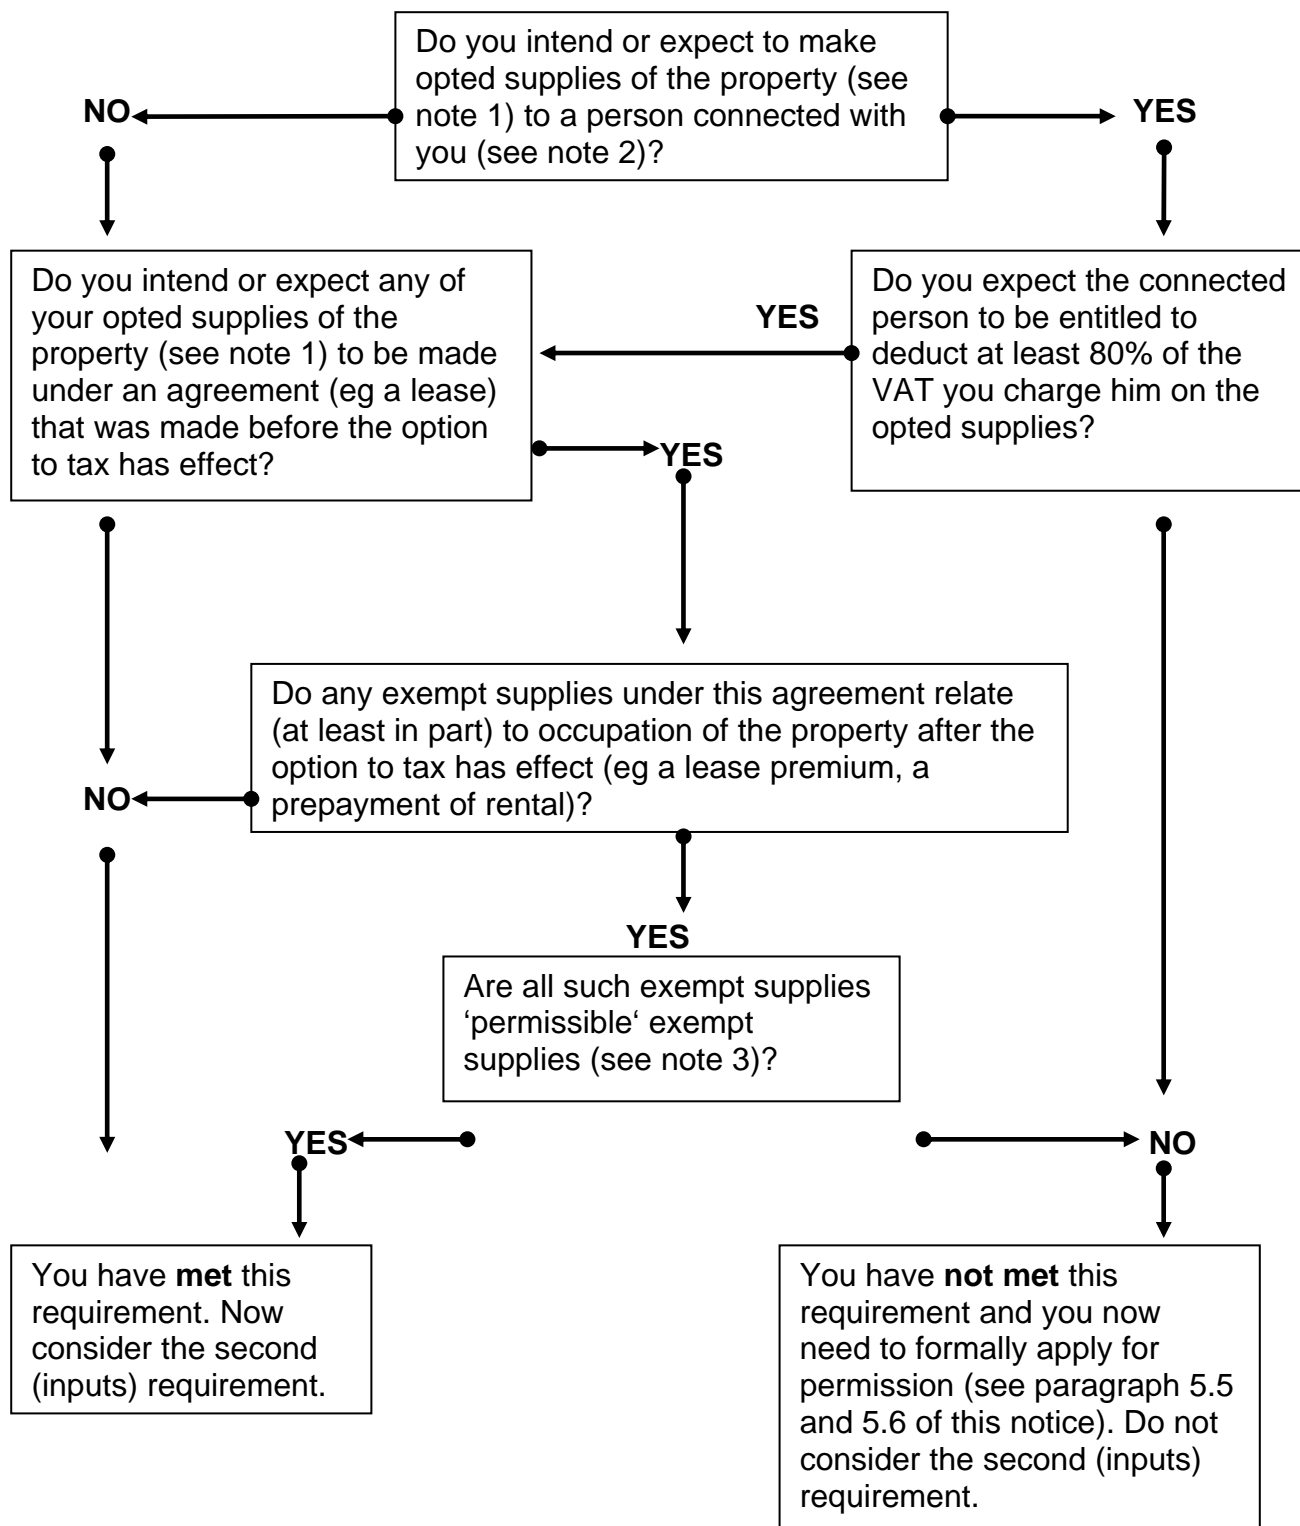 Do you intend or expect to make
opted supplies of the property (see
note 1) to a person connected with
you (see note 2)?
NO
YES
Do you intend or expect any of
your opted supplies of the
property (see note 1) to be made
under an agreement (eg a lease)
that was made before the option
to tax has effect?
YES
Do you expect the connected
person to be entitled to
deduct at least 80% of the
VAT you charge him on the
opted supplies?
YES
Do any exempt supplies under this agreement relate
(at least in part) to occupation of the property after the
option to tax has effect (eg a lease premium, a
prepayment of rental)?
NO
YES
Are all such exempt supplies
‘permissible‘ exempt
supplies (see note 3)?
YES
NO
You have met this
requirement. Now
consider the second
(inputs) requirement.
You have not met this
requirement and you now
need to formally apply for
permission (see paragraph 5.5
and 5.6 of this notice). Do not
consider the second (inputs)
requirement.